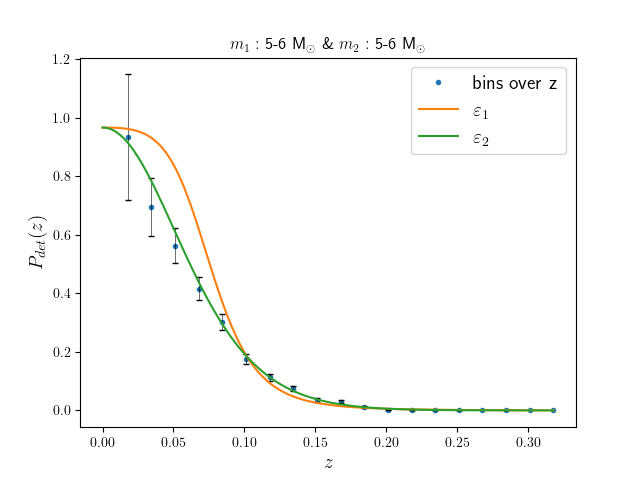 m₁ : 5-6 M⊙ & m₂ : 5-6 M⊙
P_det(z)
1.2
1.0
0.8
0.6
0.4
0.2
0.0
bins over z
ε₁
ε₂
0.00 0.05 0.10 0.15 0.20 0.25 0.30
z